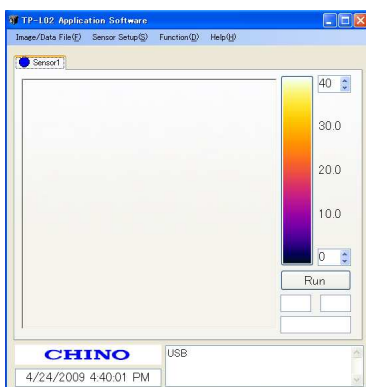 TP-L02 Application Software
Image/Data File(F) Sensor Setup(S) Function(D) Help(H)
Sensor1
40
30.0
20.0
10.0
0
Run
CHINO
USB
4/24/2009 4:40:01 PM